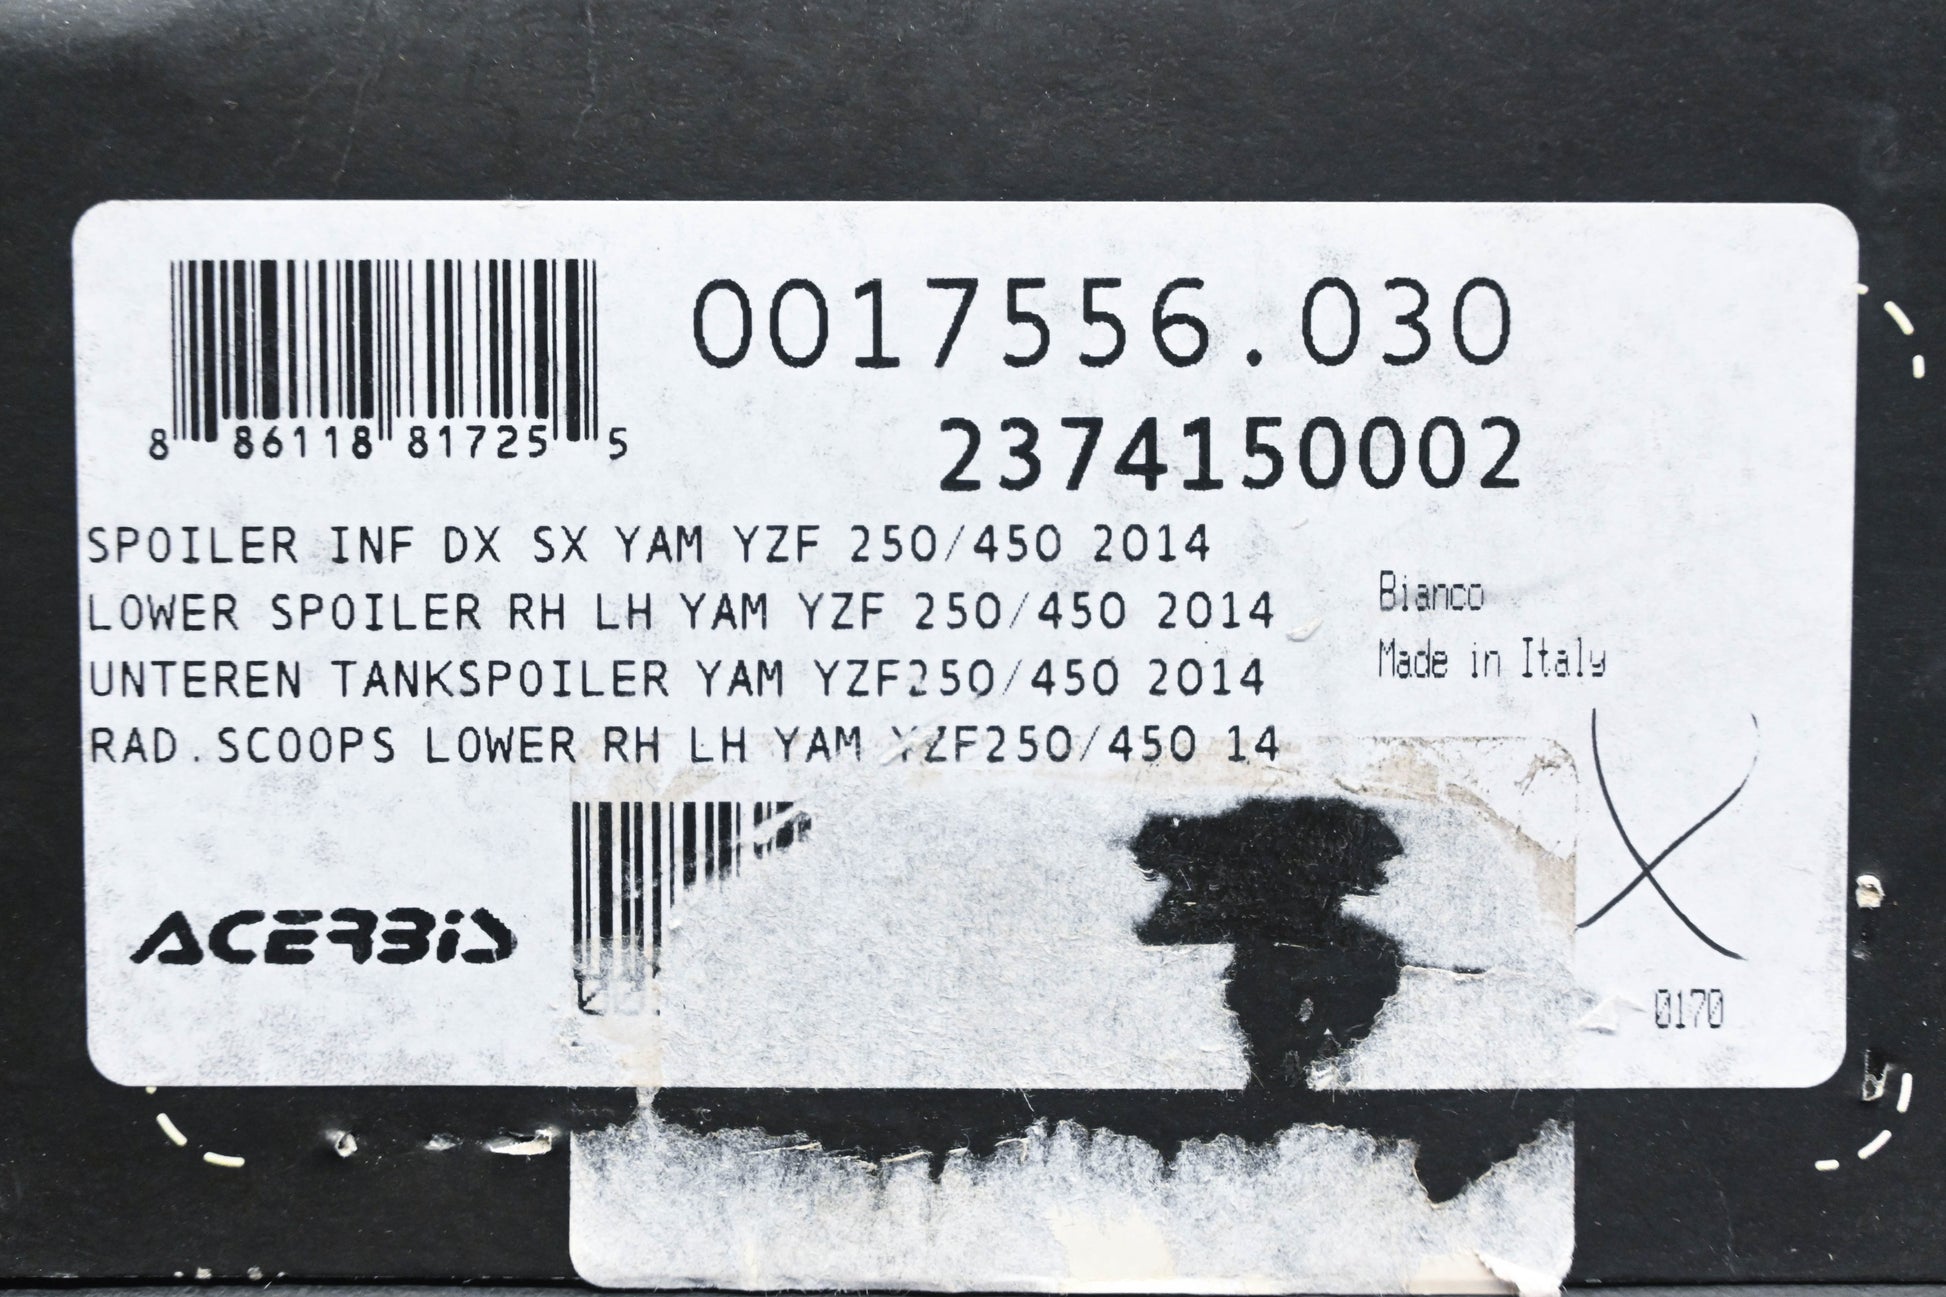 0017556.030
8 86118 81725 5
2374150002
SPOILER INF DX SX YAM YZF 250/450 2014
LOWER SPOILER RH LH YAM YZF 250/450 2014
UNTEREN TANKSPOILER YAM YZF250/450 2014
RAD.SCOOPS LOWER RH LH YAM YZF250/450 14
Bianco
Made in Italy
ACERBIS
X
0170